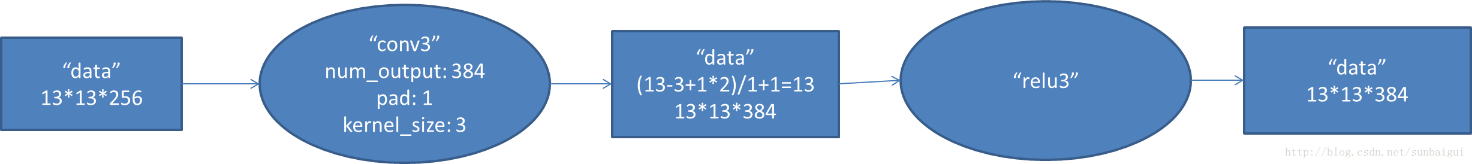 “data”
13*13*256
“conv3”
num_output: 384
pad: 1
kernel_size: 3
“data”
(13-3+1*2)/1+1=13
13*13*384
“relu3”
“data”
13*13*384
http://blog.csdn.net/sunbaigui